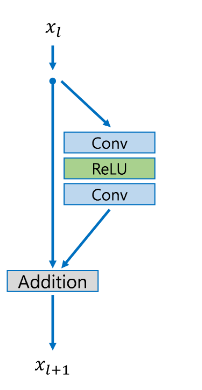 x_l
Conv
ReLU
Conv
Addition
x_{l+1}